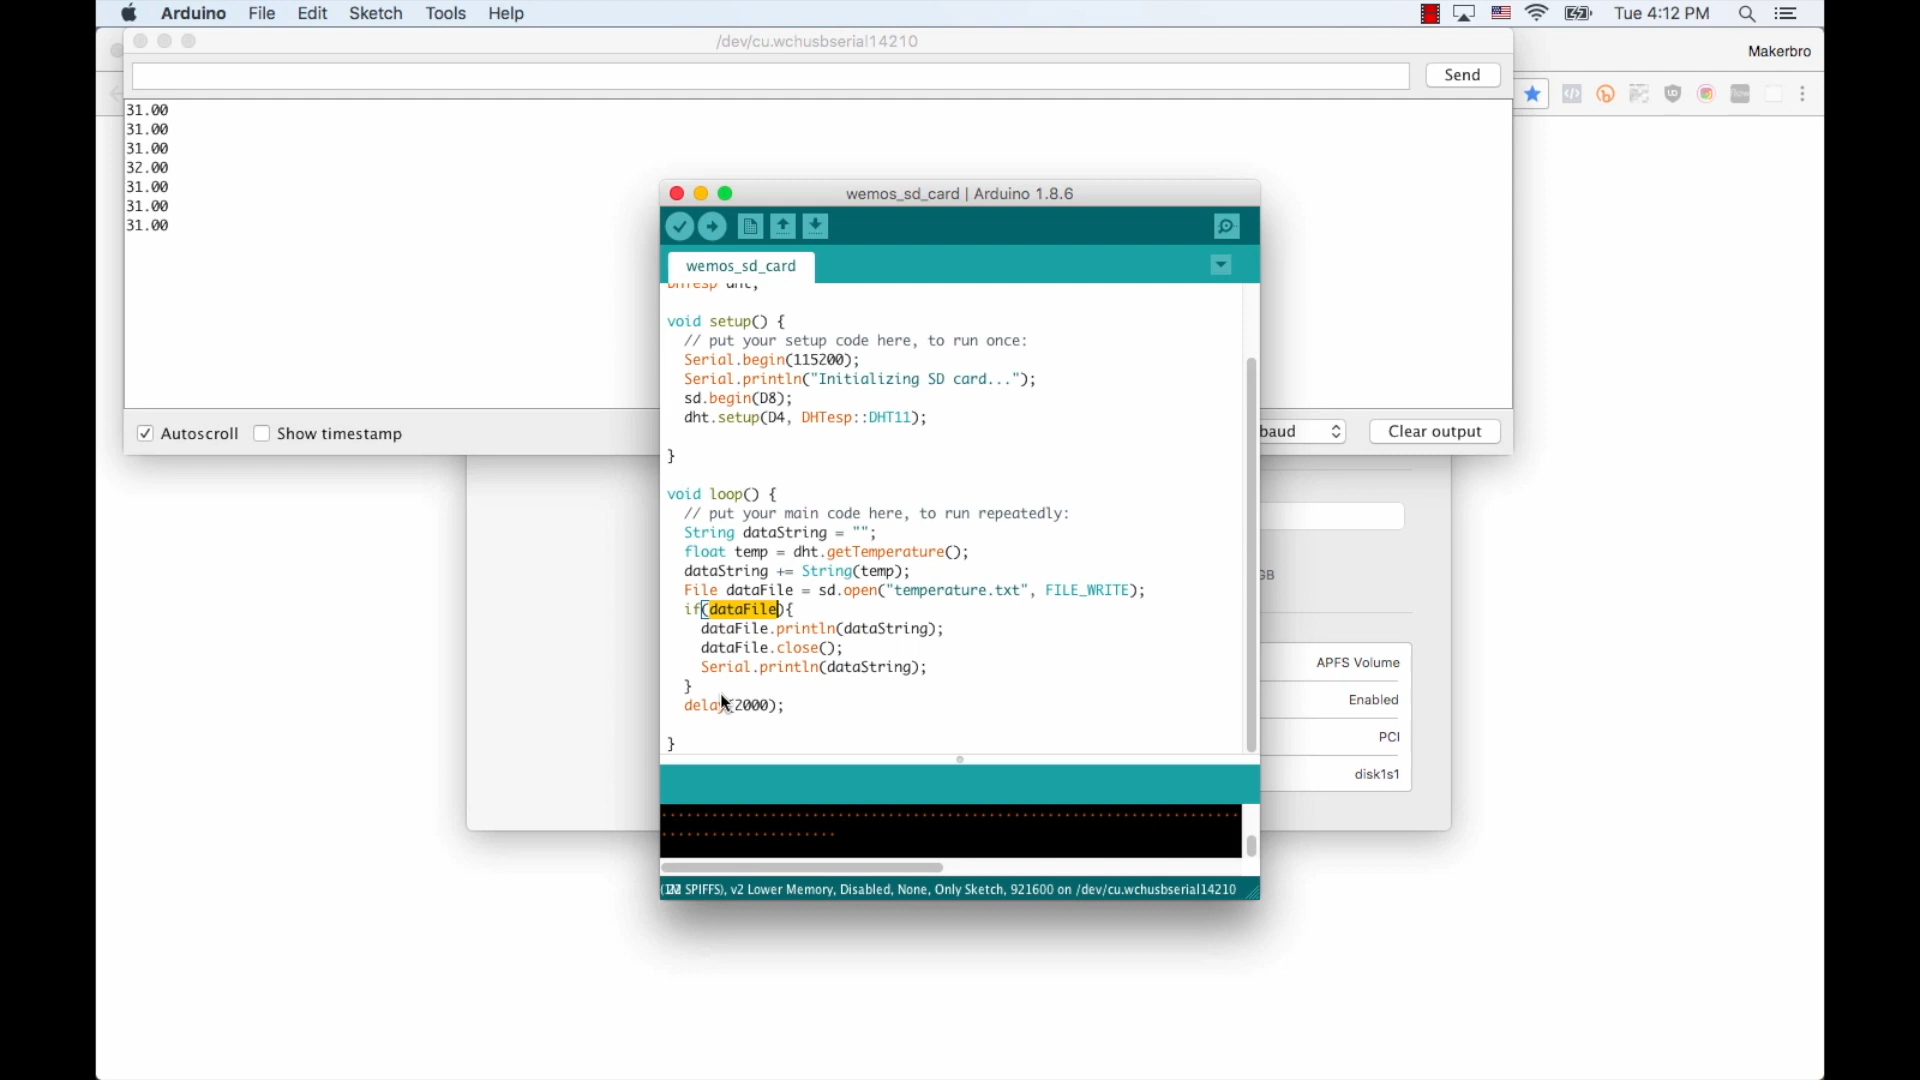 Arduino File Edit Sketch Tools Help
Tue 4:12 PM
/dev/cu.wchusbserial14210
Makerbro
Send
31.00
31.00
31.00
32.00
31.00
31.00
31.00
Autoscroll
Show timestamp
baud
Clear output
wemos_sd_card | Arduino 1.8.6
wemos_sd_card
DHTesp dht;
void setup() {
// put your setup code here, to run once:
Serial.begin(115200);
Serial.println("Initializing SD card...");
sd.begin(D8);
dht.setup(D4, DHTesp::DHT11);
}
void loop() {
// put your main code here, to run repeatedly:
String dataString = "";
float temp = dht.getTemperature();
dataString += String(temp);
File dataFile = sd.open("temperature.txt", FILE_WRITE);
if(dataFile){
dataFile.println(dataString);
dataFile.close();
Serial.println(dataString);
}
delay(2000);
}
GB
APFS Volume
Enabled
PCI
disk1s1
SPIFFS), v2 Lower Memory, Disabled, None, Only Sketch, 921600 on /dev/cu.wchusbserial14210